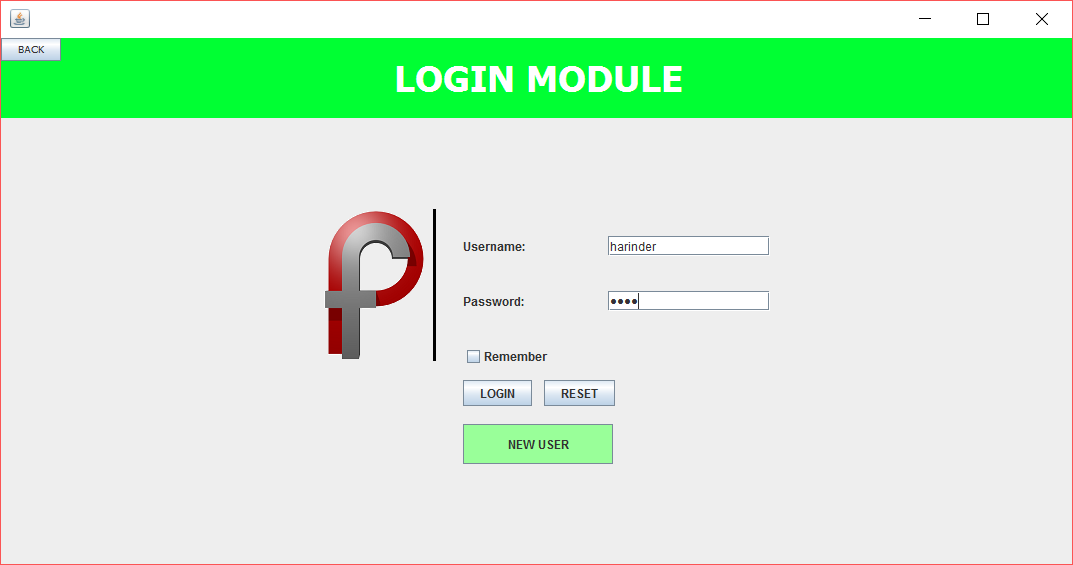 BACK
LOGIN MODULE
Username: harinder
Password: ••••
Remember
LOGIN RESET
NEW USER